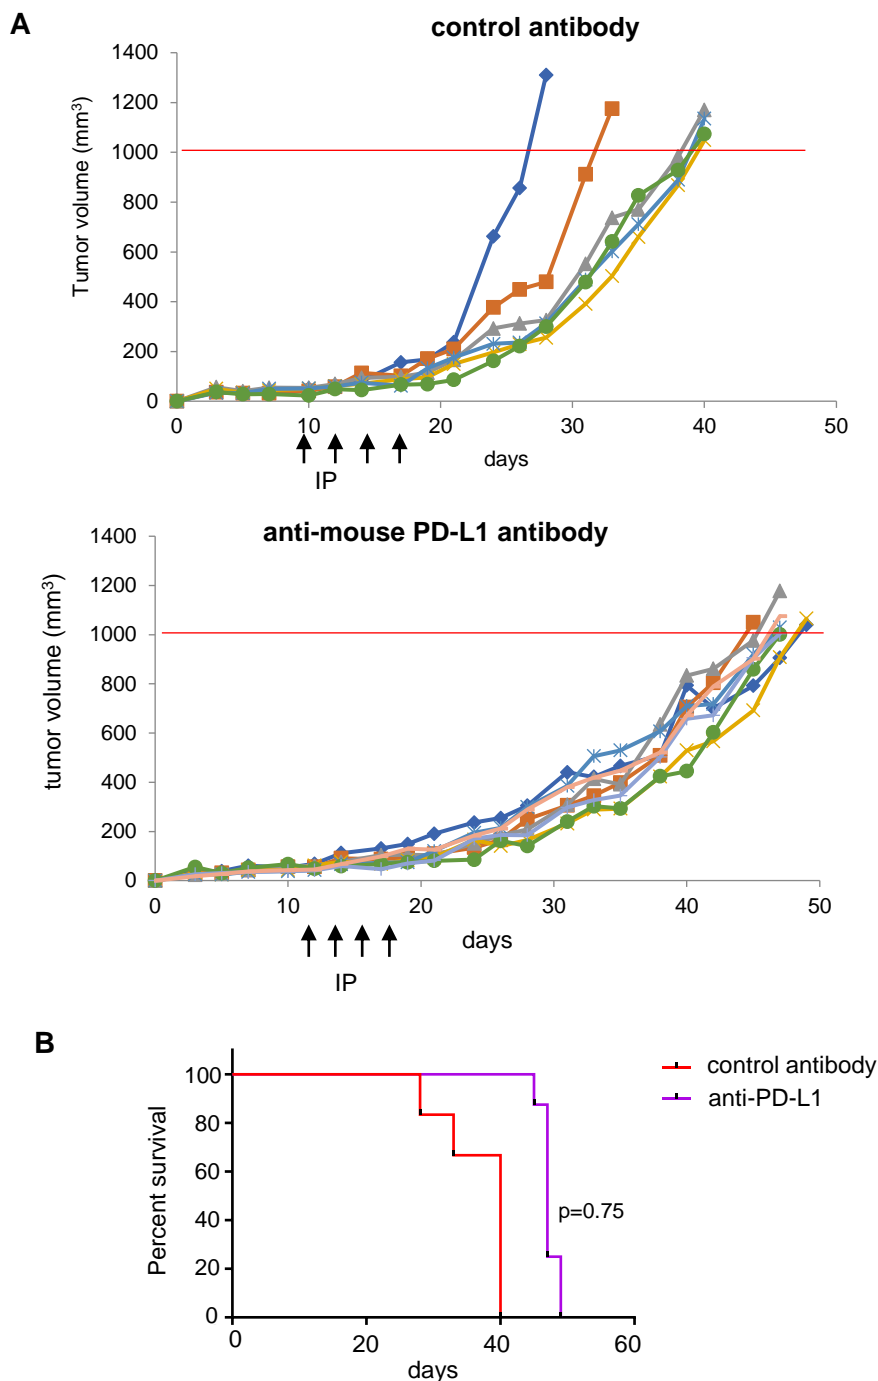 A
control antibody
Tumor volume (mm³)
1400
1200
1000
800
600
400
200
0
0 10 20 30 40 50
days
IP
anti-mouse PD-L1 antibody
tumor volume (mm³)
1400
1200
1000
800
600
400
200
0
0 10 20 30 40 50
days
IP
B
Percent survival
100
80
60
40
20
0
0 20 40 60
days
p=0.75
control antibody
anti-PD-L1